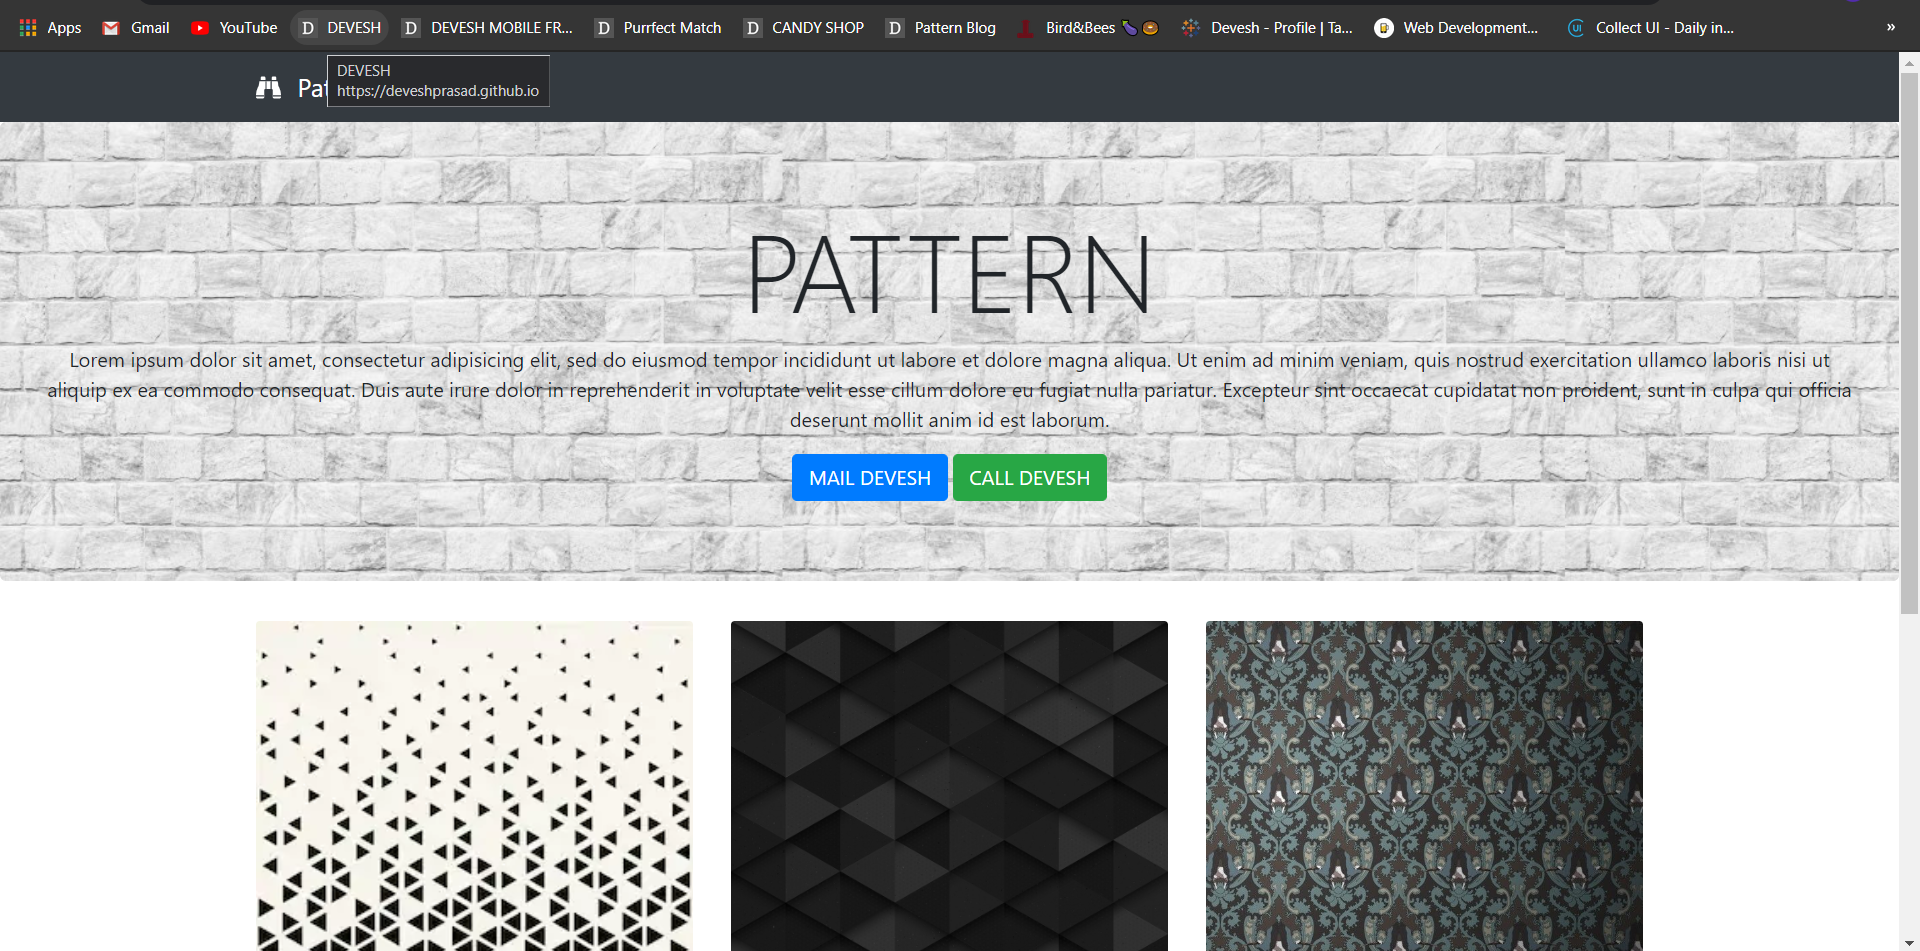 Apps Gmail YouTube D DEVESH D DEVESH MOBILE FR... D Purrfect Match D CANDY SHOP D Pattern Blog Bird&Bees 🍆🍩 Devesh - Profile | Ta... Web Development... UI Collect UI - Daily in... »
DEVESH
https://deveshprasad.github.io
Pat
PATTERN
Lorem ipsum dolor sit amet, consectetur adipisicing elit, sed do eiusmod tempor incididunt ut labore et dolore magna aliqua. Ut enim ad minim veniam, quis nostrud exercitation ullamco laboris nisi ut
aliquip ex ea commodo consequat. Duis aute irure dolor in reprehenderit in voluptate velit esse cillum dolore eu fugiat nulla pariatur. Excepteur sint occaecat cupidatat non proident, sunt in culpa qui officia
deserunt mollit anim id est laborum.
MAIL DEVESH CALL DEVESH